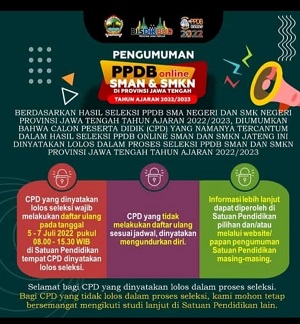 DISDIKBUD
PPDB
2022
PENGUMUMAN
PPDB online
SMAN & SMKN
DI PROVINSI JAWA TENGAH
TAHUN AJARAN 2022/2023
BERDASARKAN HASIL SELEKSI PPDB SMA NEGERI DAN SMK NEGERI
PROVINSI JAWA TENGAH TAHUN AJARAN 2022/2023, DIUMUMKAN
BAHWA CALON PESERTA DIDIK (CPD) YANG NAMANYA TERCANTUM
DALAM HASIL SELEKSI PPDB ONLINE SMAN DAN SMKN JATENG INI
DINYATAKAN LOLOS DALAM PROSES SELEKSI PPDB SMAN DAN SMKN
PROVINSI JAWA TENGAH TAHUN AJARAN 2022/2023
CPD yang dinyatakan
lolos seleksi wajib
melakukan daftar ulang
pada tanggal
5 - 7 Juli 2022 pukul
08.00 - 15.30 WIB
di Satuan Pendidikan
tempat CPD dinyatakan
lolos seleksi.
CPD yang tidak
melakukan daftar ulang
sesuai jadwal, dinyatakan
mengundurkan diri.
Informasi lebih lanjut
dapat diperoleh di
Satuan Pendidikan
pilihan dan/atau
melalui website/
papan pengumuman
Satuan Pendidikan
masing-masing.
Selamat bagi CPD yang dinyatakan lolos dalam proses seleksi.
Bagi CPD yang tidak lolos dalam proses seleksi, kami mohon tetap
bersemangat mengikuti studi lanjut di Satuan Pendidikan lain.